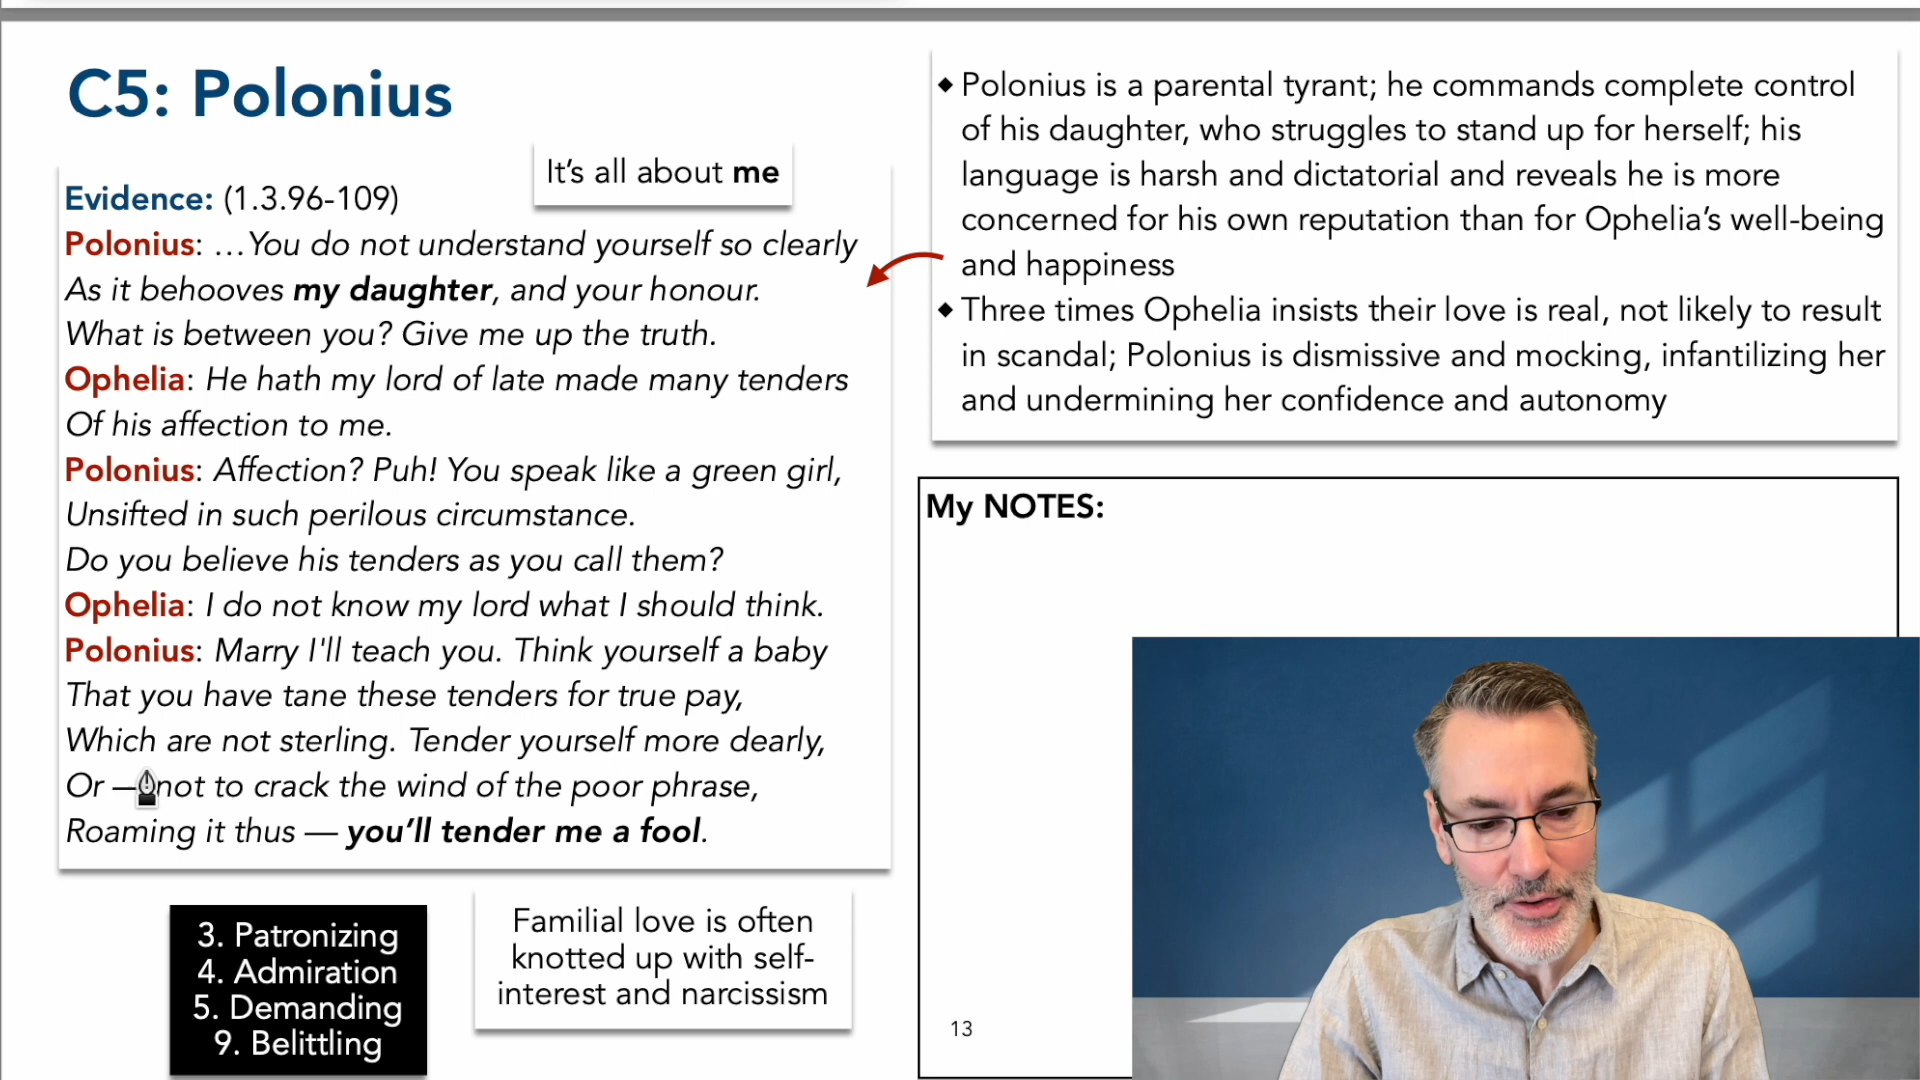 C5: Polonius
It's all about me
Evidence: (1.3.96-109)
Polonius: …You do not understand yourself so clearly
As it behooves my daughter, and your honour.
What is between you? Give me up the truth.
Ophelia: He hath my lord of late made many tenders
Of his affection to me.
Polonius: Affection? Puh! You speak like a green girl,
Unsifted in such perilous circumstance.
Do you believe his tenders as you call them?
Ophelia: I do not know my lord what I should think.
Polonius: Marry I'll teach you. Think yourself a baby
That you have tane these tenders for true pay,
Which are not sterling. Tender yourself more dearly,
Or — not to crack the wind of the poor phrase,
Roaming it thus — you'll tender me a fool.
3. Patronizing
4. Admiration
5. Demanding
9. Belittling
Familial love is often
knotted up with self-
interest and narcissism
◆ Polonius is a parental tyrant; he commands complete control
of his daughter, who struggles to stand up for herself; his
language is harsh and dictatorial and reveals he is more
concerned for his own reputation than for Ophelia's well-being
and happiness
◆ Three times Ophelia insists their love is real, not likely to result
in scandal; Polonius is dismissive and mocking, infantilizing her
and undermining her confidence and autonomy
My NOTES:
13